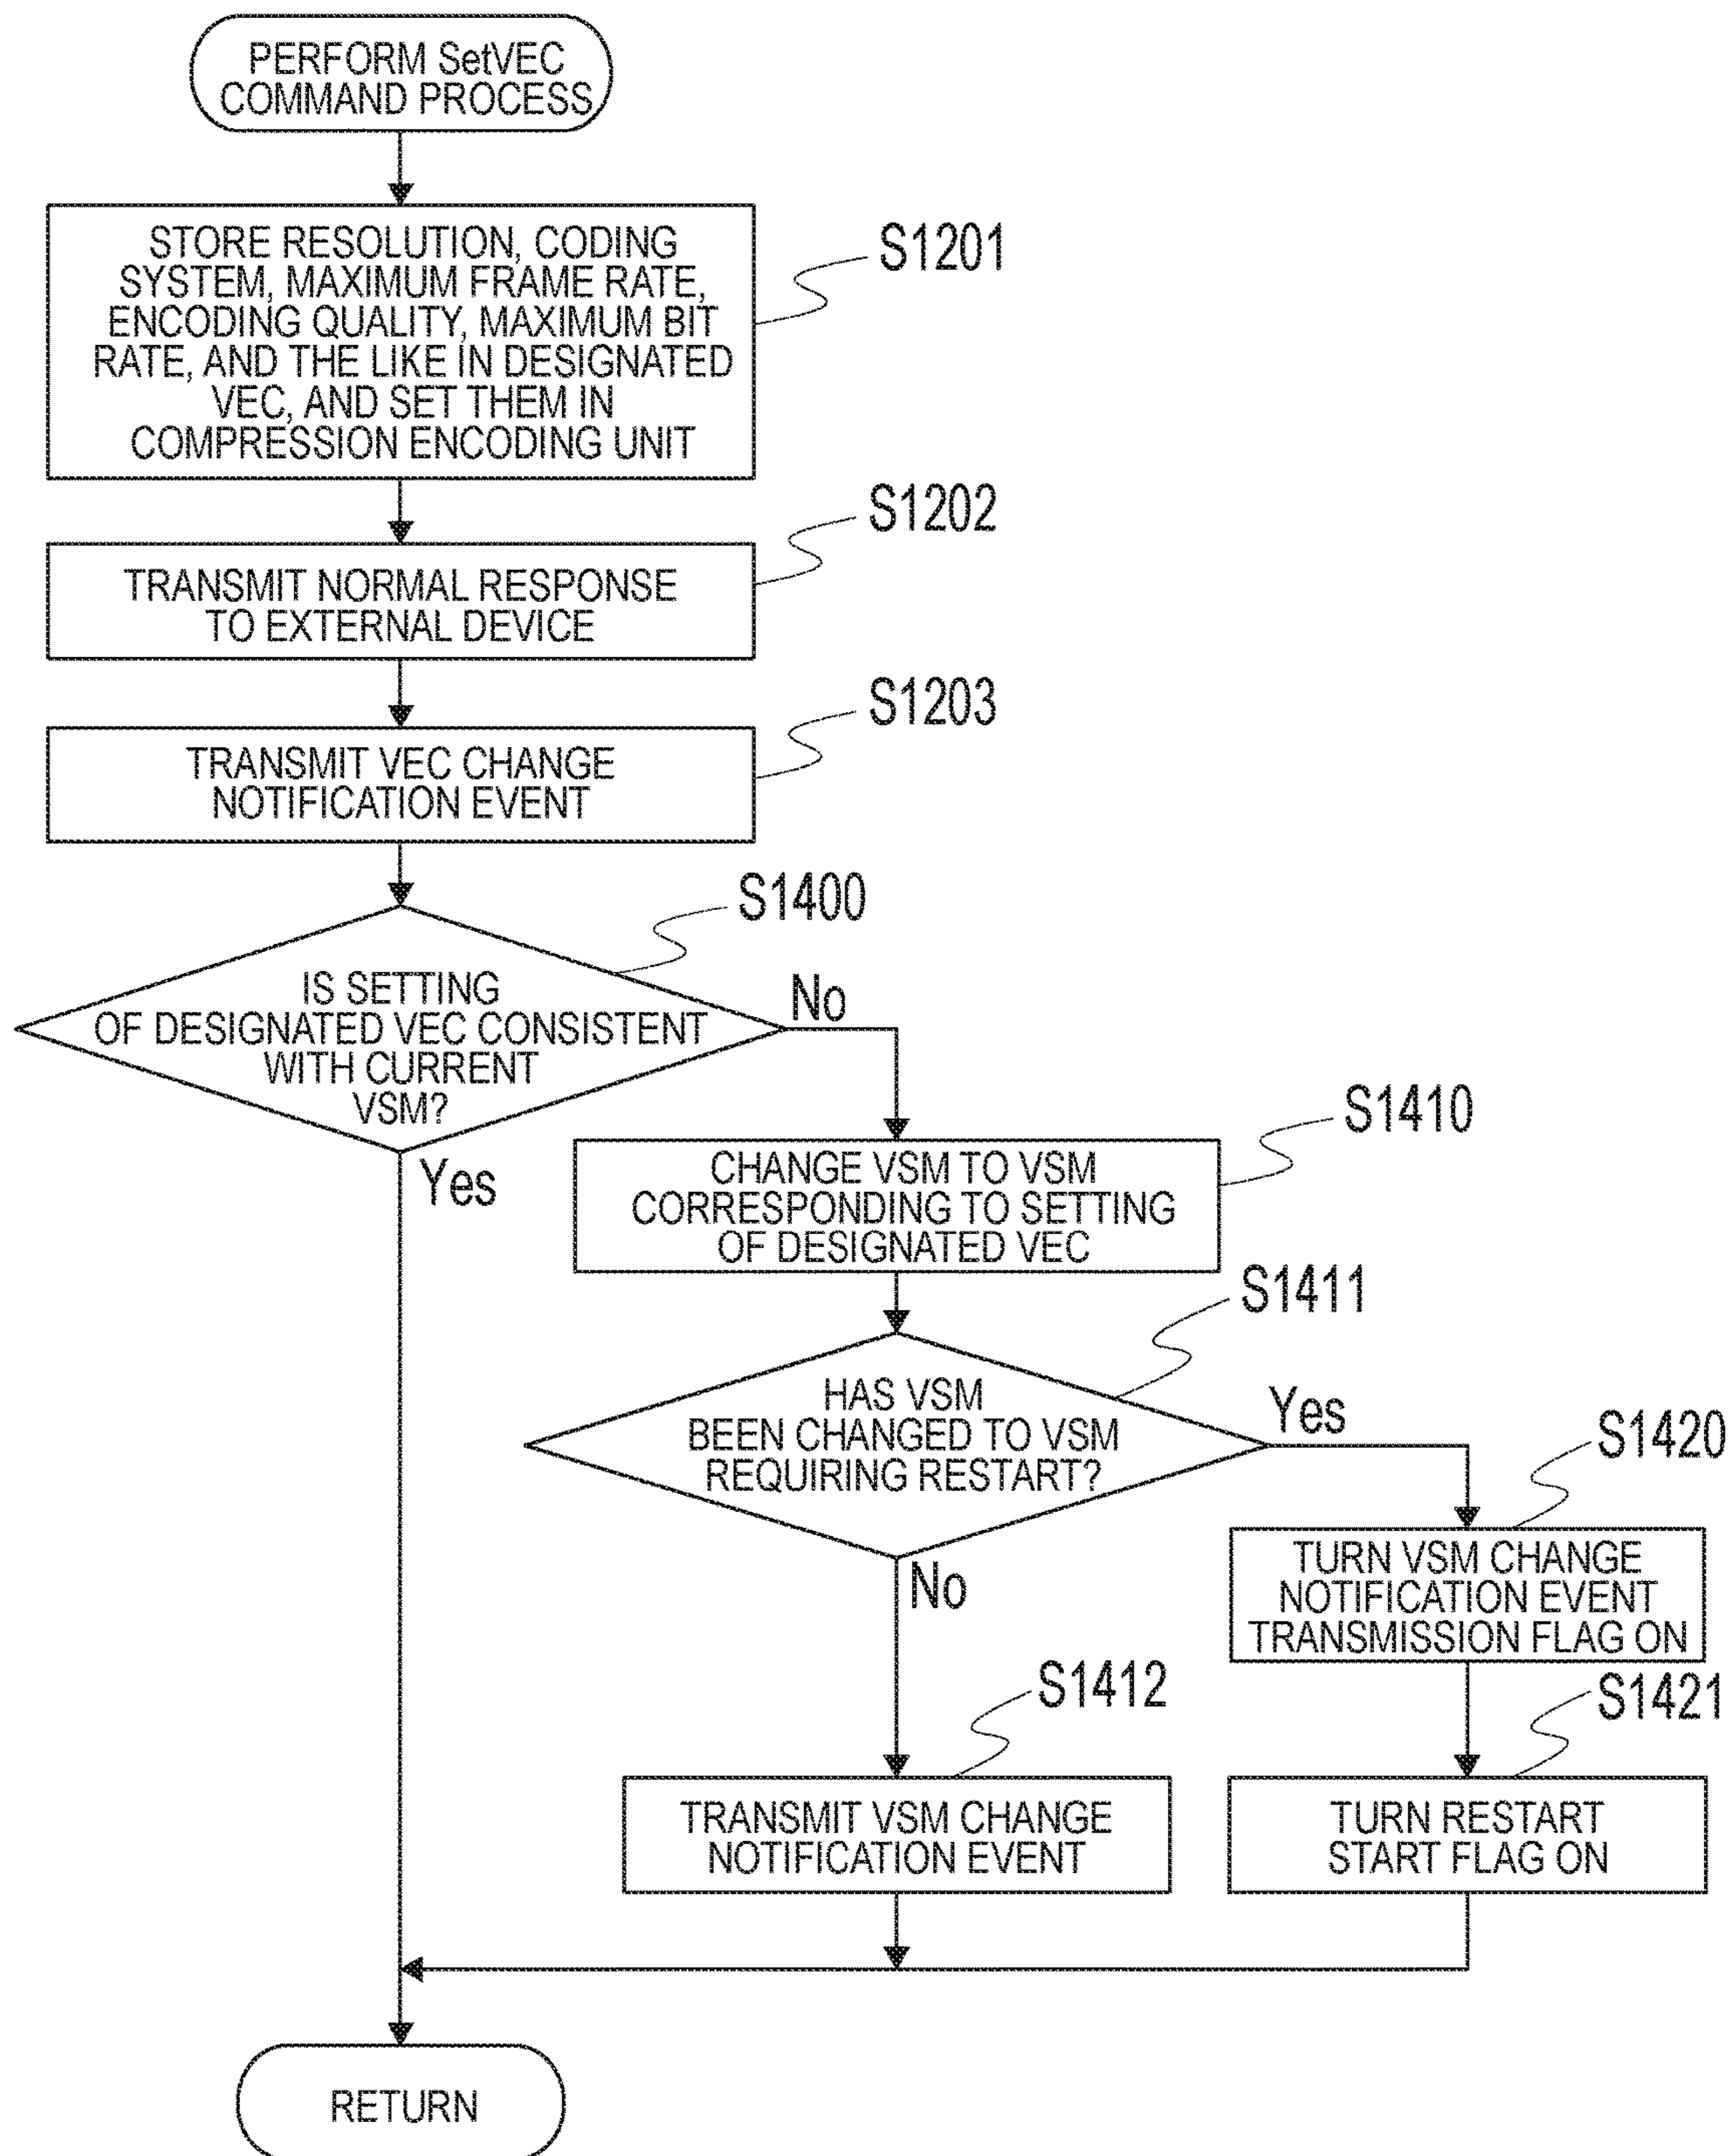 PERFORM SetVEC
COMMAND PROCESS
STORE RESOLUTION, CODING
SYSTEM, MAXIMUM FRAME RATE,
ENCODING QUALITY, MAXIMUM BIT
RATE, AND THE LIKE IN DESIGNATED
VEC, AND SET THEM IN
COMPRESSION ENCODING UNIT
S1201
S1202
TRANSMIT NORMAL RESPONSE
TO EXTERNAL DEVICE
S1203
TRANSMIT VEC CHANGE
NOTIFICATION EVENT
S1400
IS SETTING
OF DESIGNATED VEC CONSISTENT
WITH CURRENT
VSM?
No
Yes
S1410
CHANGE VSM TO VSM
CORRESPONDING TO SETTING
OF DESIGNATED VEC
S1411
HAS VSM
BEEN CHANGED TO VSM
REQUIRING RESTART?
Yes
No
S1420
TURN VSM CHANGE
NOTIFICATION EVENT
TRANSMISSION FLAG ON
S1412
TRANSMIT VSM CHANGE
NOTIFICATION EVENT
S1421
TURN RESTART
START FLAG ON
RETURN